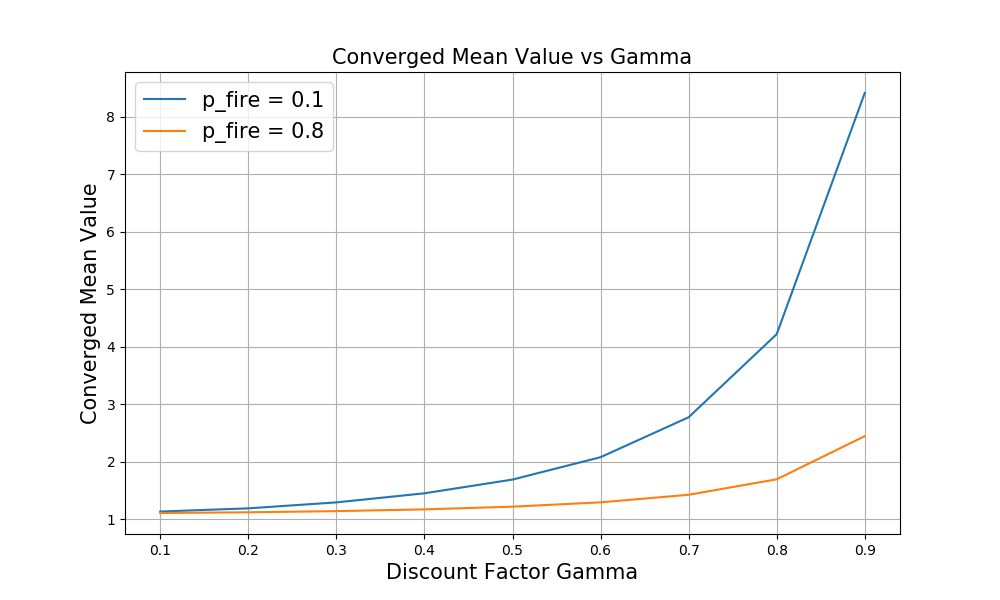 Converged Mean Value vs Gamma
p_fire = 0.1
p_fire = 0.8
Converged Mean Value
8
7
6
5
4
3
2
1
0.1 0.2 0.3 0.4 0.5 0.6 0.7 0.8 0.9
Discount Factor Gamma